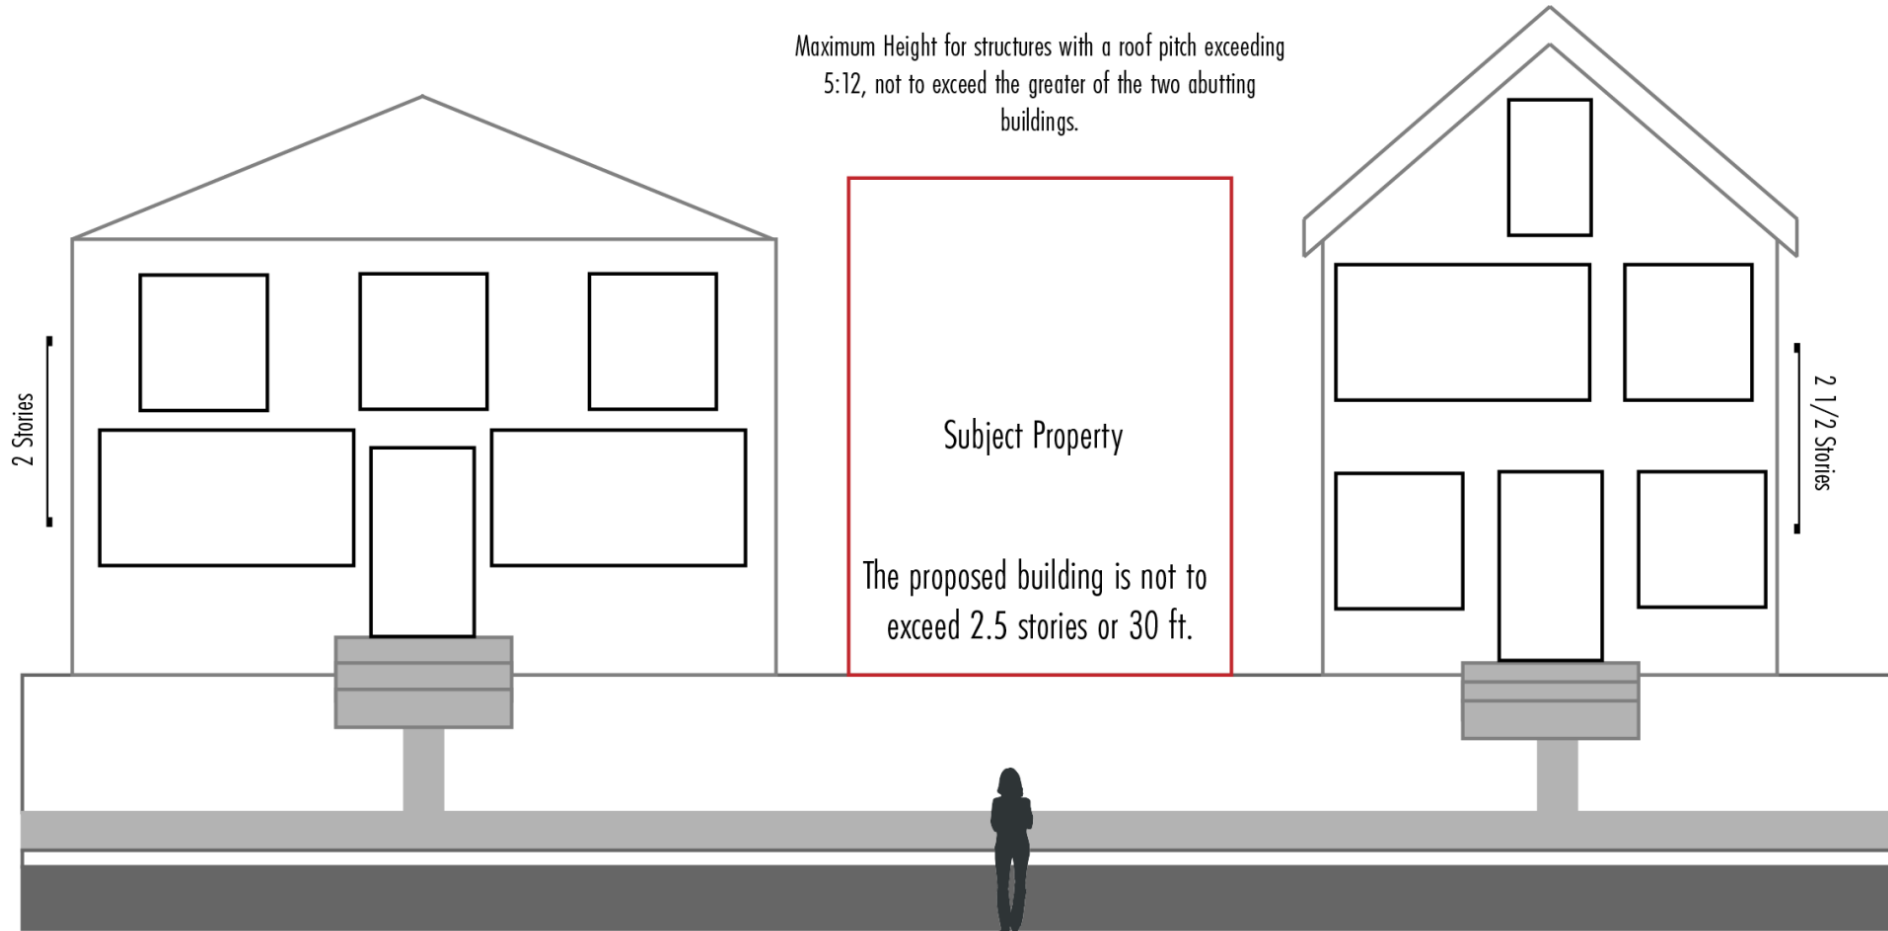 Maximum Height for structures with a roof pitch exceeding
5:12, not to exceed the greater of the two abutting
buildings.
2 Stories
Subject Property
The proposed building is not to
exceed 2.5 stories or 30 ft.
2 1/2 Stories